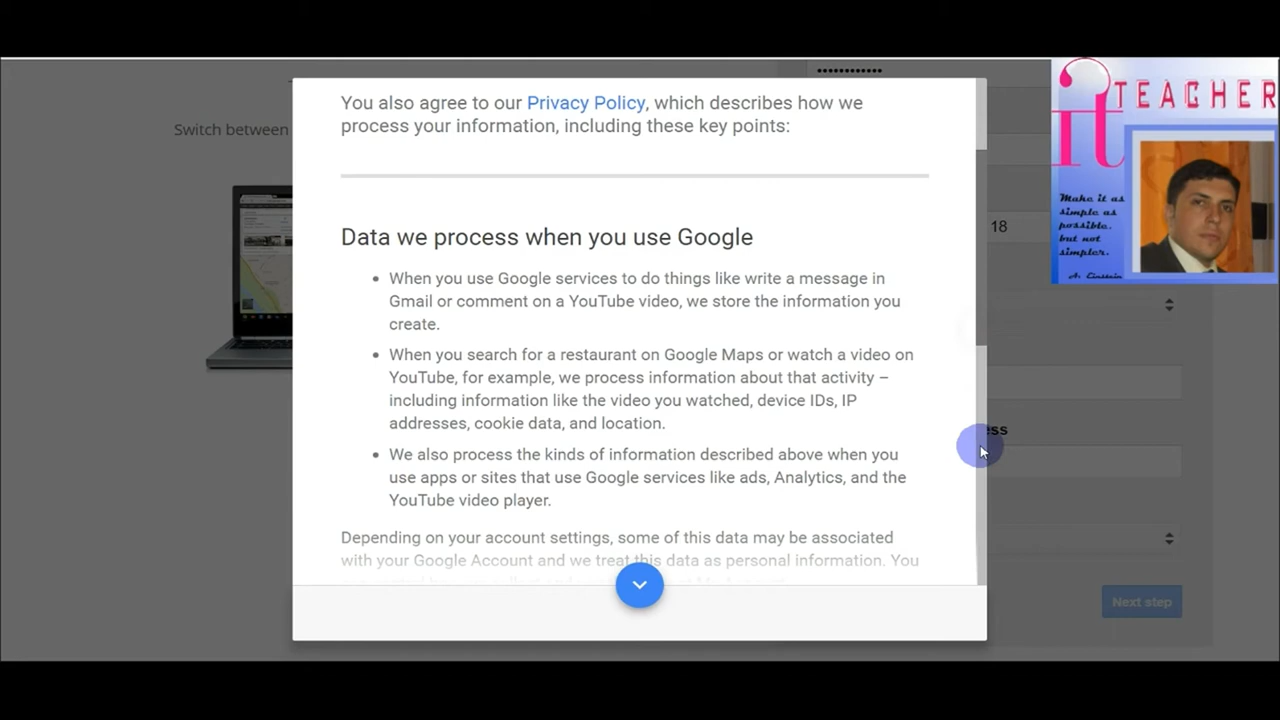 You also agree to our Privacy Policy, which describes how we
process your information, including these key points:
Switch between
18
Data we process when you use Google
• When you use Google services to do things like write a message in
Gmail or comment on a YouTube video, we store the information you
create.
• When you search for a restaurant on Google Maps or watch a video on
YouTube, for example, we process information about that activity –
including information like the video you watched, device IDs, IP
addresses, cookie data, and location.
ess
• We also process the kinds of information described above when you
use apps or sites that use Google services like ads, Analytics, and the
YouTube video player.
Depending on your account settings, some of this data may be associated
with your Google Account and we treat this data as personal information. You
Next step
it TEACHER
Make it as
simple as
possible,
but not
simpler.
A. Einstein